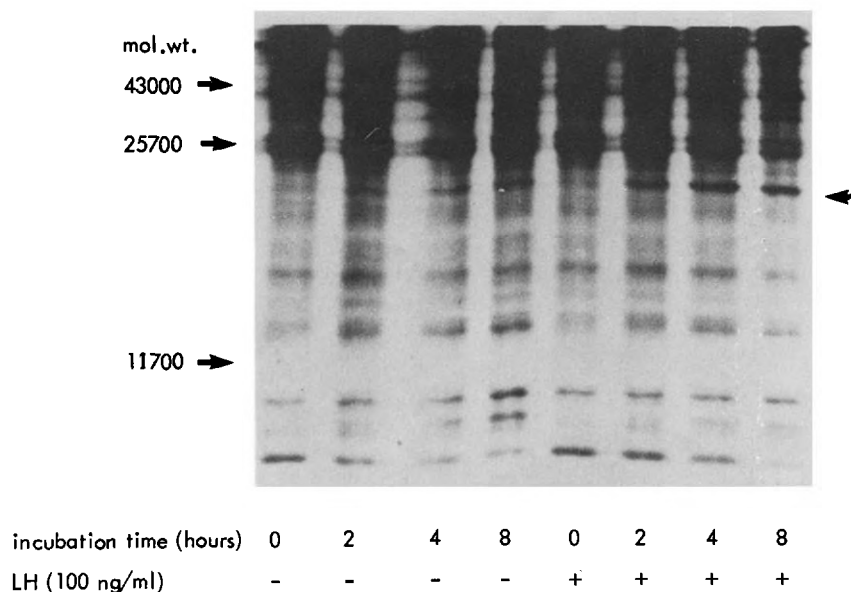 mol.wt.
43000
25700
11700
incubation time (hours) 0 2 4 8 0 2 4 8
LH (100 ng/ml) - - - - + + + +